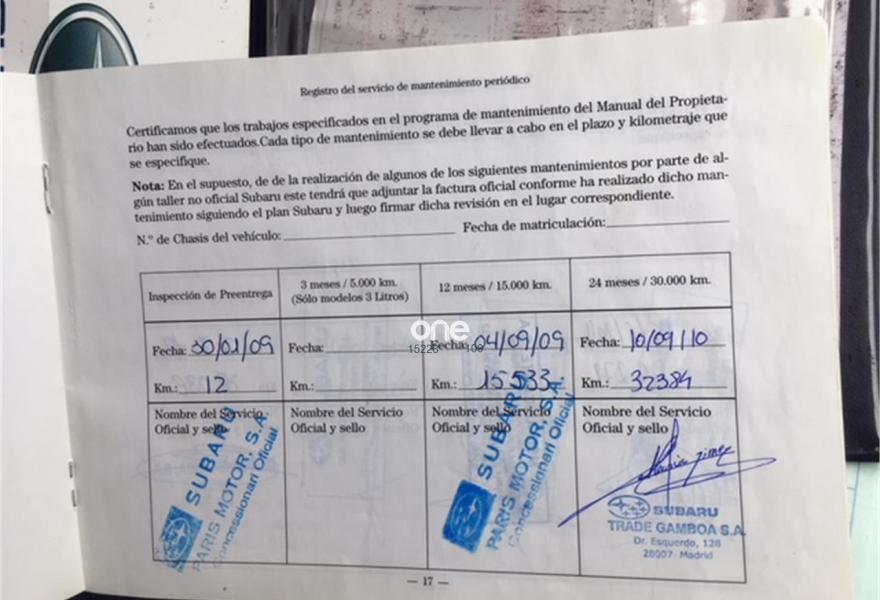 Registro del servicio de mantenimiento periódico
Certificamos que los trabajos especificados en el programa de mantenimiento del Manual del Propieta-
rio han sido efectuados.Cada tipo de mantenimiento se debe llevar a cabo en el plazo y kilometraje que
se especifique.
Nota: En el supuesto, de de la realización de algunos de los siguientes mantenimientos por parte de al-
gún taller no oficial Subaru este tendrá que adjuntar la factura oficial conforme ha realizado dicho man-
tenimiento siguiendo el plan Subaru y luego firmar dicha revisión en el lugar correspondiente.
N.º de Chasis del vehículo: Fecha de matriculación:
Inspección de Preentrega
3 meses / 5.000 km.
(Sólo modelos 3 Litros)
12 meses / 15.000 km.
24 meses / 30.000 km.
one
Fecha: 30/01/09
Fecha:
Fecha: 04/09/09
Fecha: 10/09/10
Km.: 12
Km.:
Km.: 15533
Km.: 32384
Nombre del Servicio
Oficial y sello
Nombre del Servicio
Oficial y sello
Nombre del Servicio
Oficial y sello
Nombre del Servicio
Oficial y sello
SUBARU
PARIS MOTOR, S.A.
Concessionari Oficial
SUBARU
PARIS MOTOR, S.A.
Concessionari Oficial
SUBARU
TRADE GAMBOA S.A.
Dr. Esquerdo, 128
28007 Madrid
— 17 —